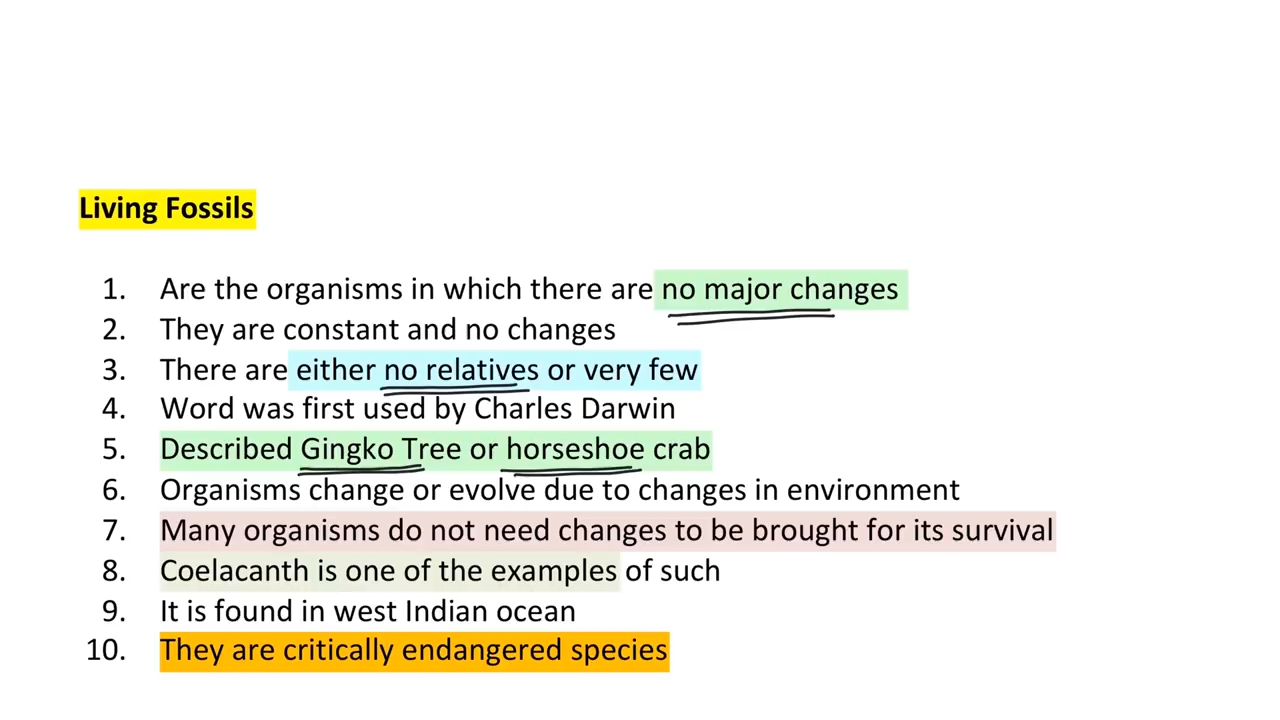 Living Fossils
1. Are the organisms in which there are no major changes
2. They are constant and no changes
3. There are either no relatives or very few
4. Word was first used by Charles Darwin
5. Described Gingko Tree or horseshoe crab
6. Organisms change or evolve due to changes in environment
7. Many organisms do not need changes to be brought for its survival
8. Coelacanth is one of the examples of such
9. It is found in west Indian ocean
10. They are critically endangered species